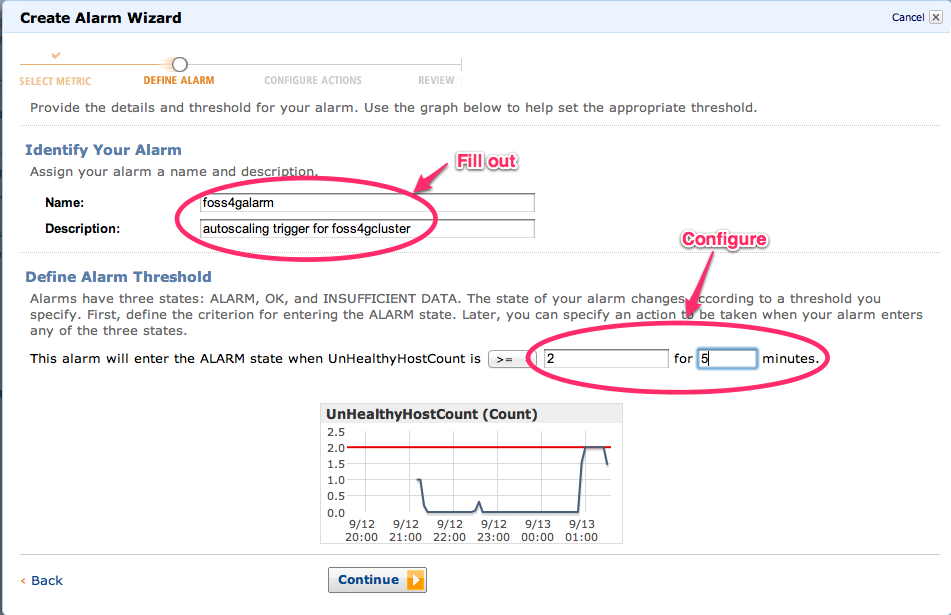 Create Alarm Wizard
Cancel
SELECT METRIC
DEFINE ALARM
CONFIGURE ACTIONS
REVIEW
Provide the details and threshold for your alarm. Use the graph below to help set the appropriate threshold.
Identify Your Alarm
Assign your alarm a name and description.
Fill out
Name:
foss4galarm
Description:
autoscaling trigger for foss4gcluster
Configure
Define Alarm Threshold
Alarms have three states: ALARM, OK, and INSUFFICIENT DATA. The state of your alarm changes according to a threshold you
specify. First, define the criterion for entering the ALARM state. Later, you can specify an action to be taken when your alarm enters
any of the three states.
This alarm will enter the ALARM state when UnHealthyHostCount is >= 2 for 5 minutes.
UnHealthyHostCount (Count)
2.5
2.0
1.5
1.0
0.5
0.0
9/12 9/12 9/12 9/12 9/13 9/13
20:00 21:00 22:00 23:00 00:00 01:00
< Back
Continue